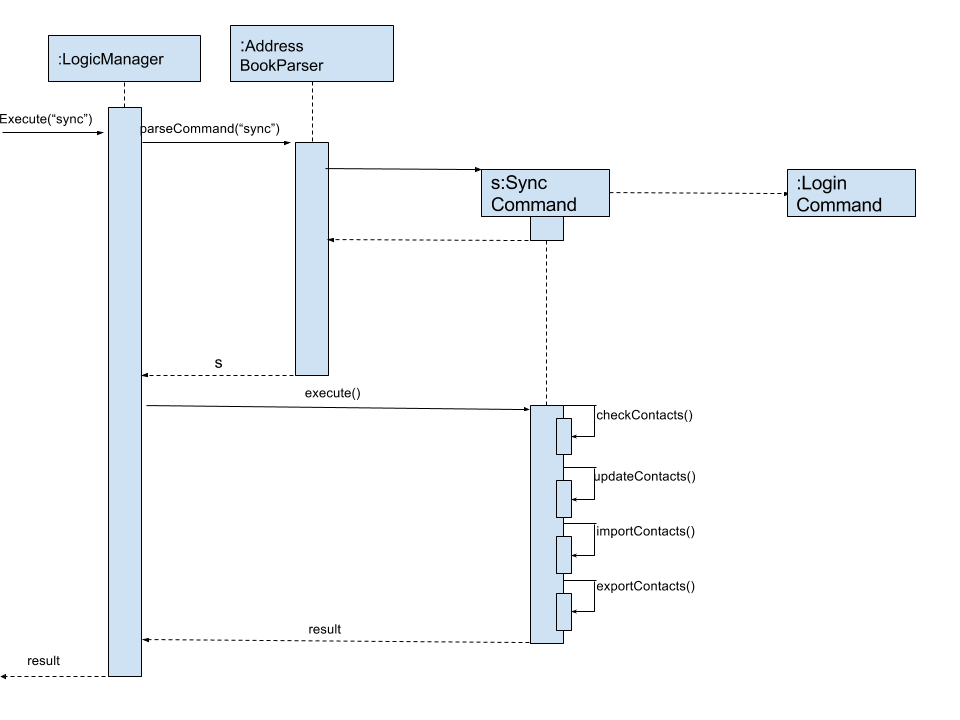 :LogicManager
:Address
BookParser
Execute(“sync”)
parseCommand(“sync”)
s:Sync
Command
:Login
Command
s
execute()
checkContacts()
updateContacts()
importContacts()
exportContacts()
result
result